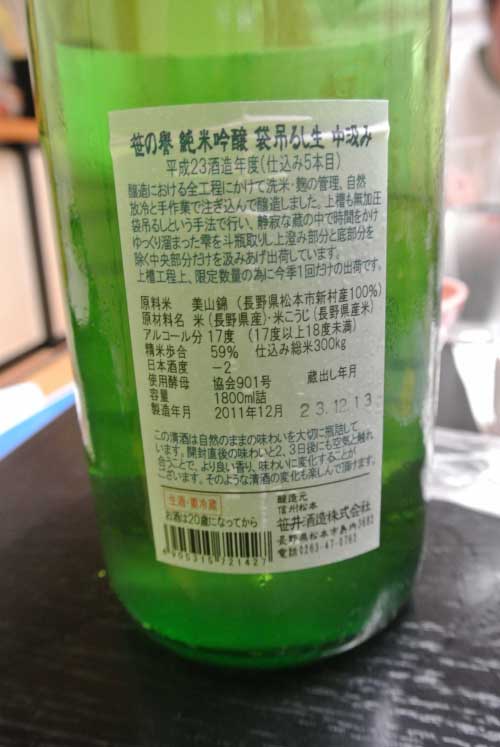 笹の譽 純米吟醸 袋吊るし生 中汲み
平成23酒造年度(仕込み5本目)
醸造における全工程にかけて洗米・麹の管理、自然
放冷と手作業で注ぎ込んで醸造しました。上槽も無加圧
袋吊るしという手法で行い、静寂な蔵の中で時間をかけ
ゆっくり溜まった雫を斗瓶取りし上澄み部分と底部分を
除く中央部分だけを汲みあげ出荷しています。
上槽工程上、限定数量の為に今季1回だけの出荷です。
原料米 美山錦 (長野県松本市新村産100%)
原材料名 米(長野県産)・米こうじ(長野県産米)
アルコール分 17度 (17度以上18度未満)
精米歩合 59% 仕込み総米300kg
日本酒度 -2
使用酵母 協会901号 蔵出し年月
容量 1800ml詰
製造年月 2011年12月 23.12.13
この清酒は自然のままの味わいを大切に瓶詰して
います。開封直後の味わいと2、3日後にも空気と触れ
合うことで、より良い香り、味わいに変化することが
ございます。そのような清酒の変化も楽しんで頂けます。
生酒・要冷蔵
お酒は20歳になってから
醸造元
信州松本
笹井酒造株式会社
長野県松本市島内3682
電話0263-47-0762
4995315721427